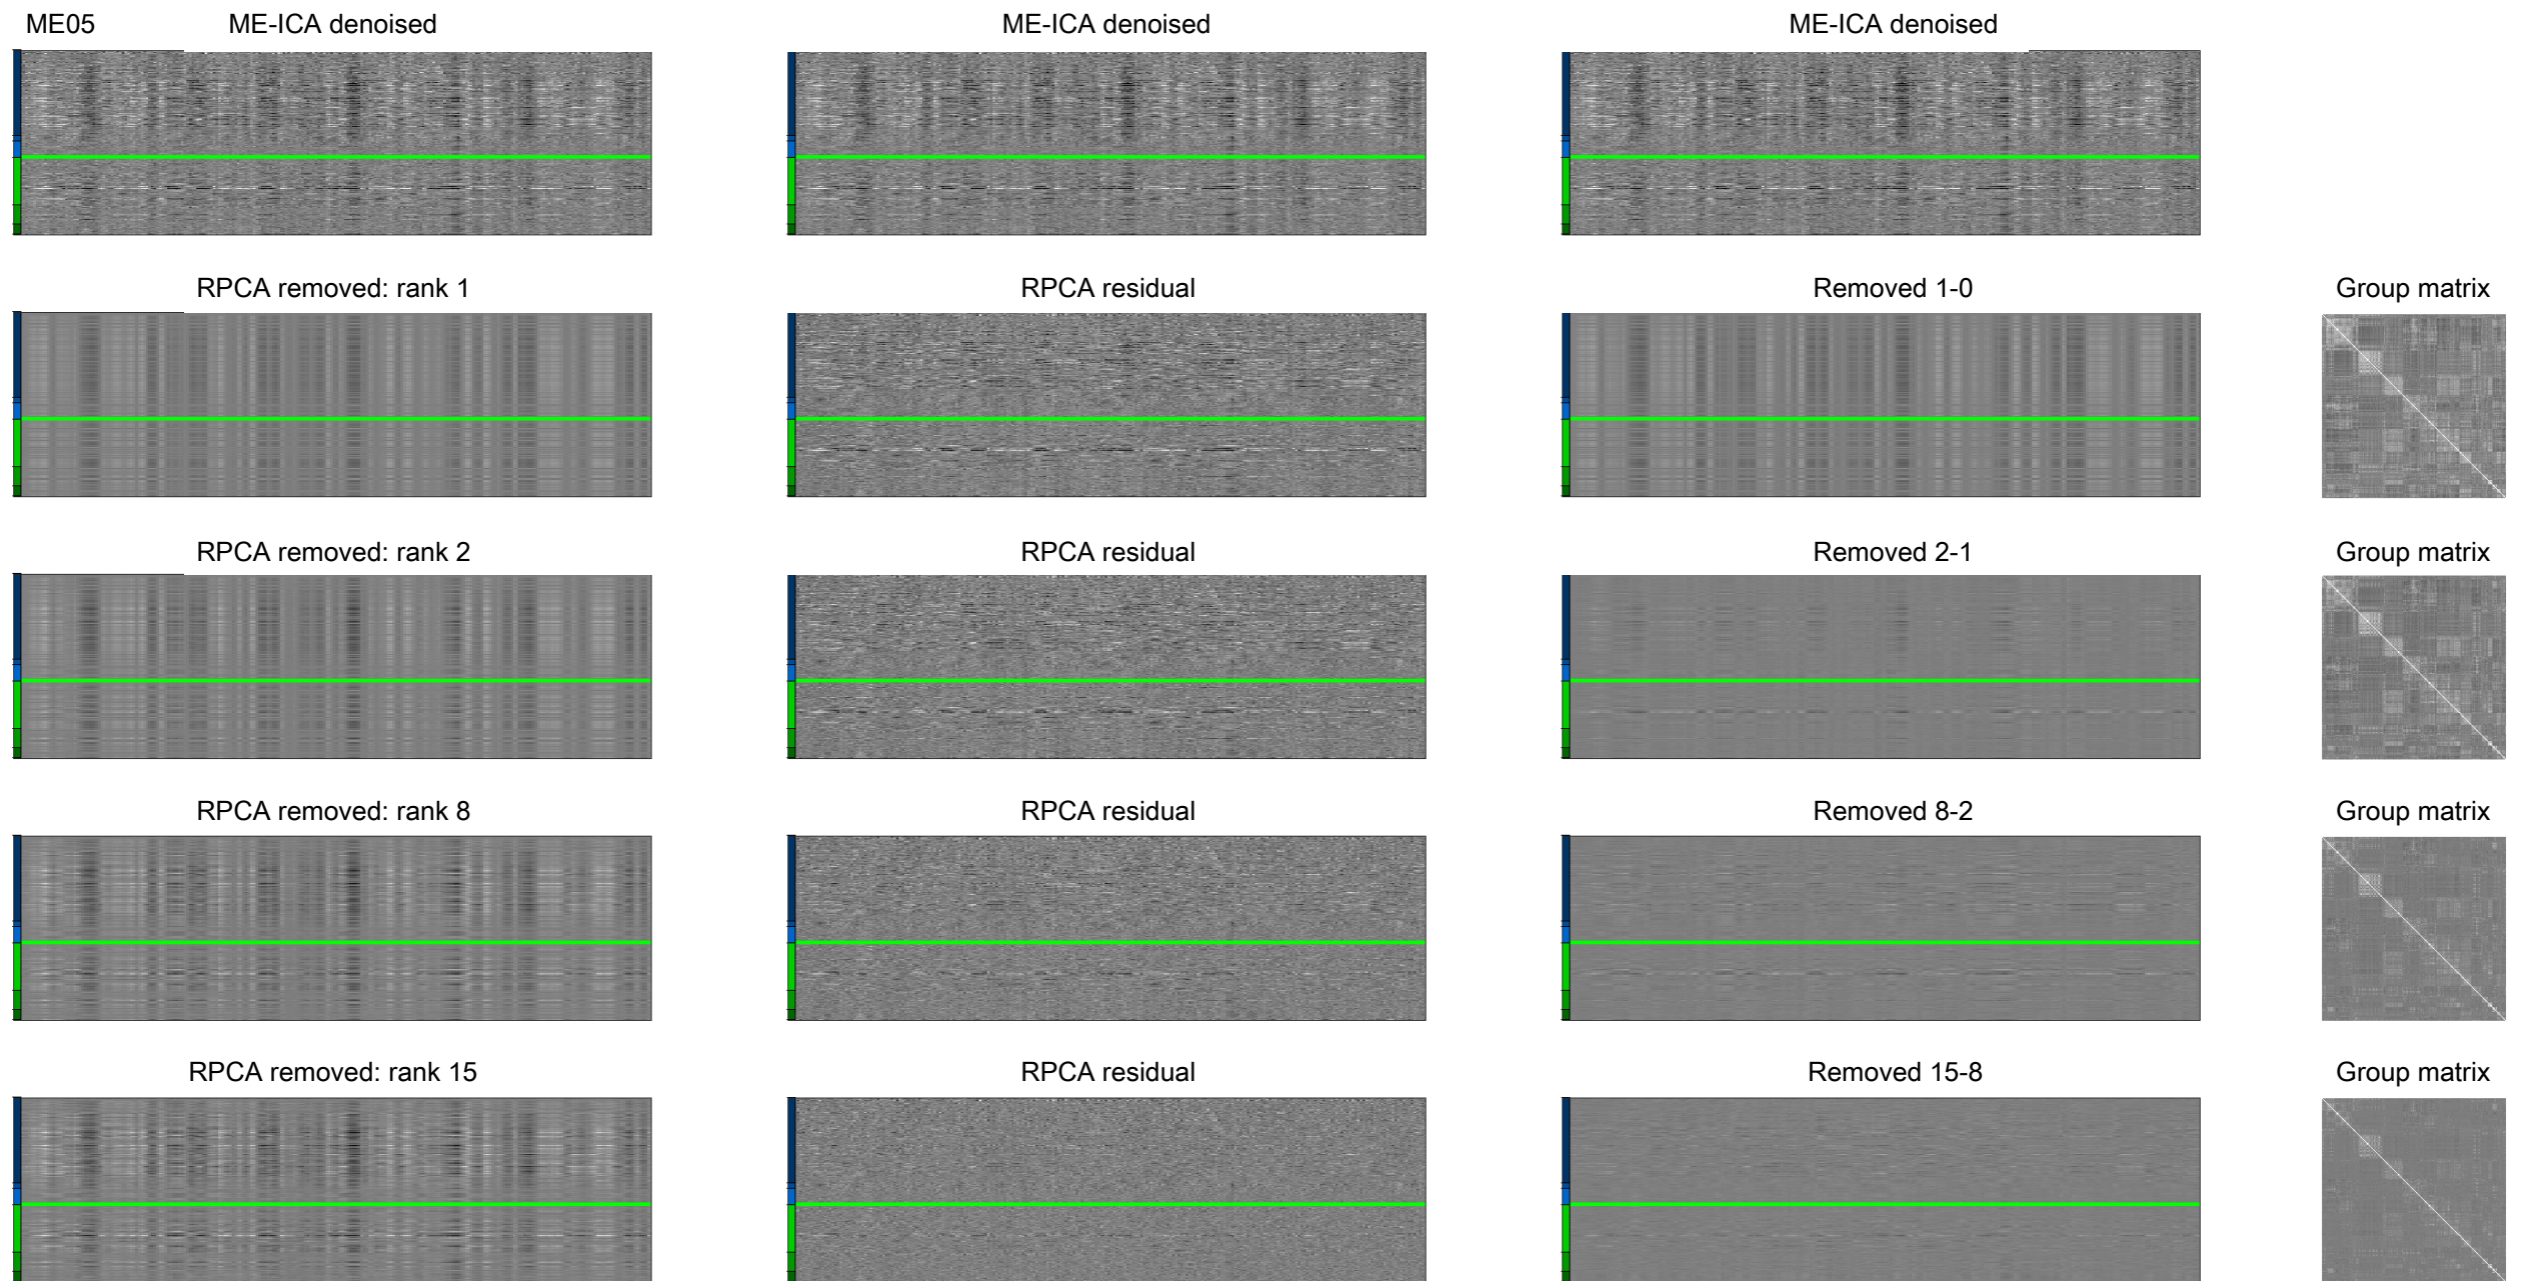 ME05 ME-ICA denoised ME-ICA denoised ME-ICA denoised
RPCA removed: rank 1 RPCA residual Removed 1-0 Group matrix
RPCA removed: rank 2 RPCA residual Removed 2-1 Group matrix
RPCA removed: rank 8 RPCA residual Removed 8-2 Group matrix
RPCA removed: rank 15 RPCA residual Removed 15-8 Group matrix